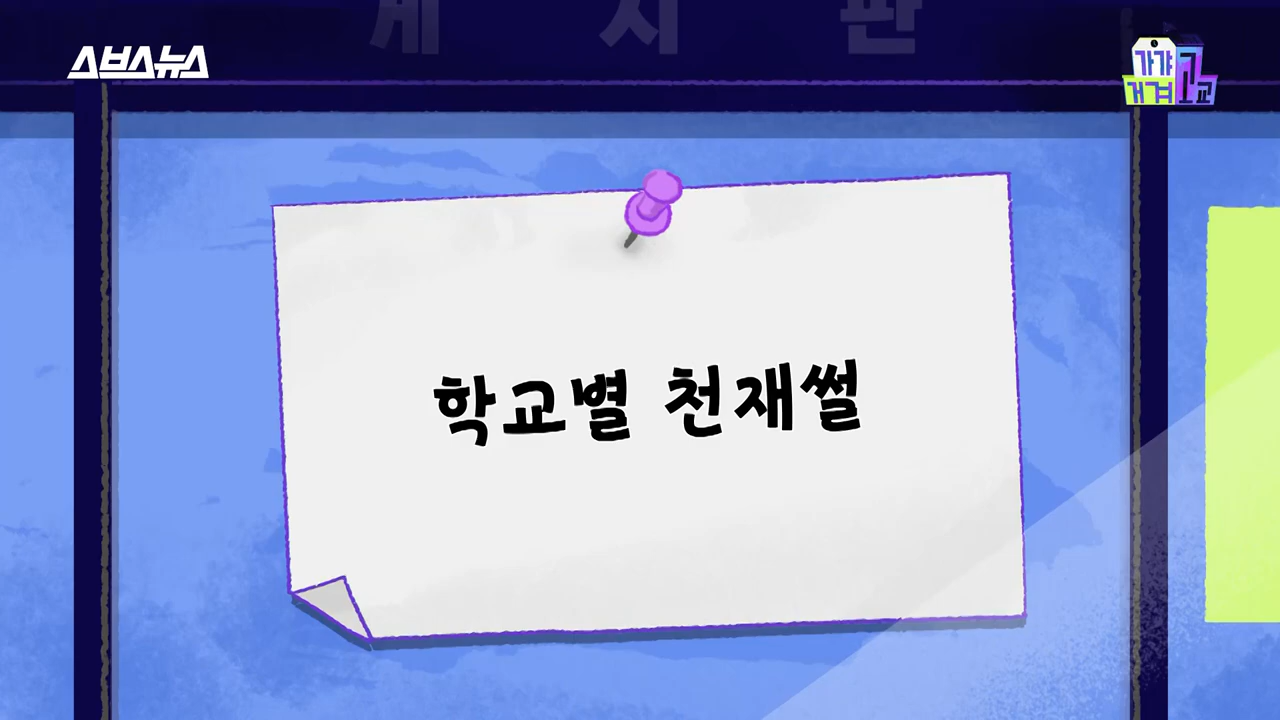 게시판
스브스뉴스
가갸
거겨
고교
학교별 천재썰